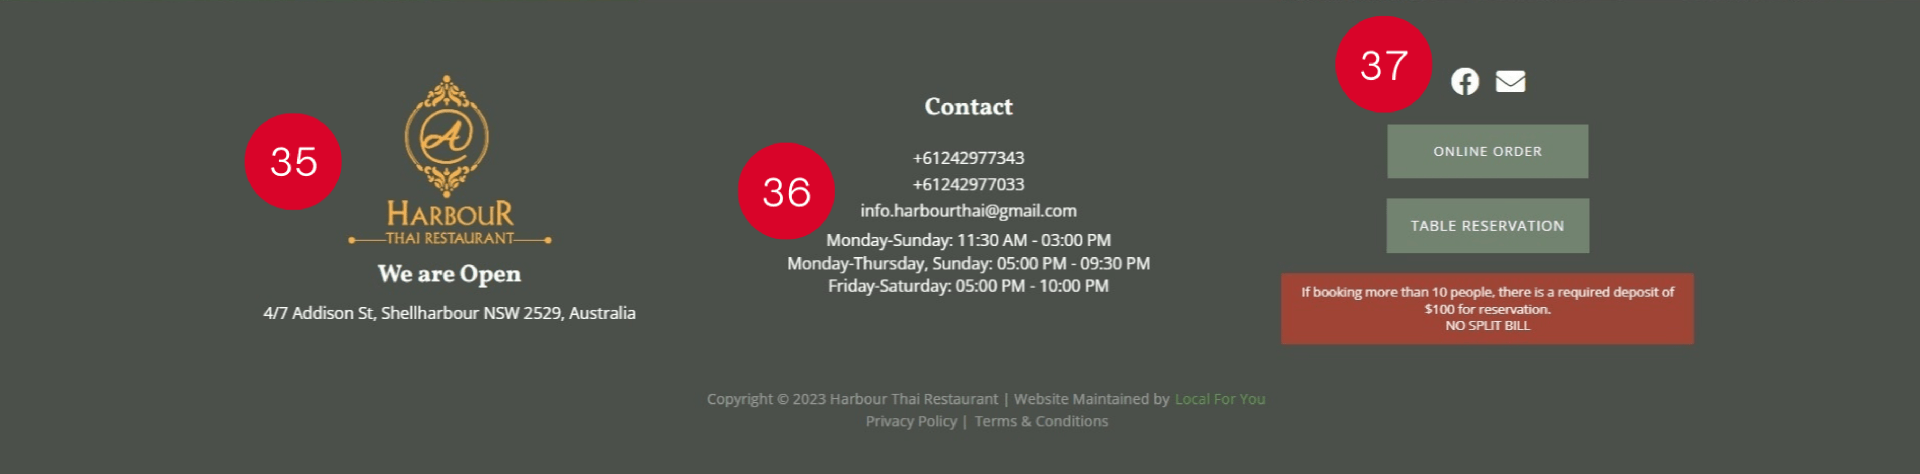 35
A
HARBOUR
THAI RESTAURANT
We are Open
4/7 Addison St, Shellharbour NSW 2529, Australia
36
Contact
+61242977343
+61242977033
info.harbourthai@gmail.com
Monday-Sunday: 11:30 AM - 03:00 PM
Monday-Thursday, Sunday: 05:00 PM - 09:30 PM
Friday-Saturday: 05:00 PM - 10:00 PM
37
ONLINE ORDER
TABLE RESERVATION
If booking more than 10 people, there is a required deposit of
$100 for reservation.
NO SPLIT BILL
Copyright © 2023 Harbour Thai Restaurant | Website Maintained by Local For You
Privacy Policy | Terms & Conditions